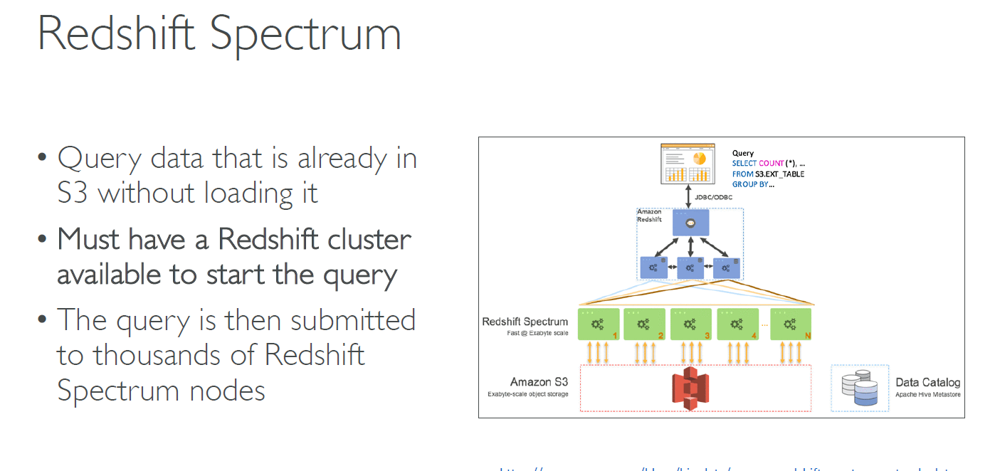 Redshift Spectrum
• Query data that is already in
S3 without loading it
• Must have a Redshift cluster
available to start the query
• The query is then submitted
to thousands of Redshift
Spectrum nodes
Query
SELECT COUNT (*), ...
FROM S3.EXT_TABLE
GROUP BY...
JDBC/ODBC
Amazon
Redshift
Redshift Spectrum
Fast @ Exabyte scale
1
2
3
4
...
N
Amazon S3
Exabyte-scale object storage
Data Catalog
Apache Hive Metastore